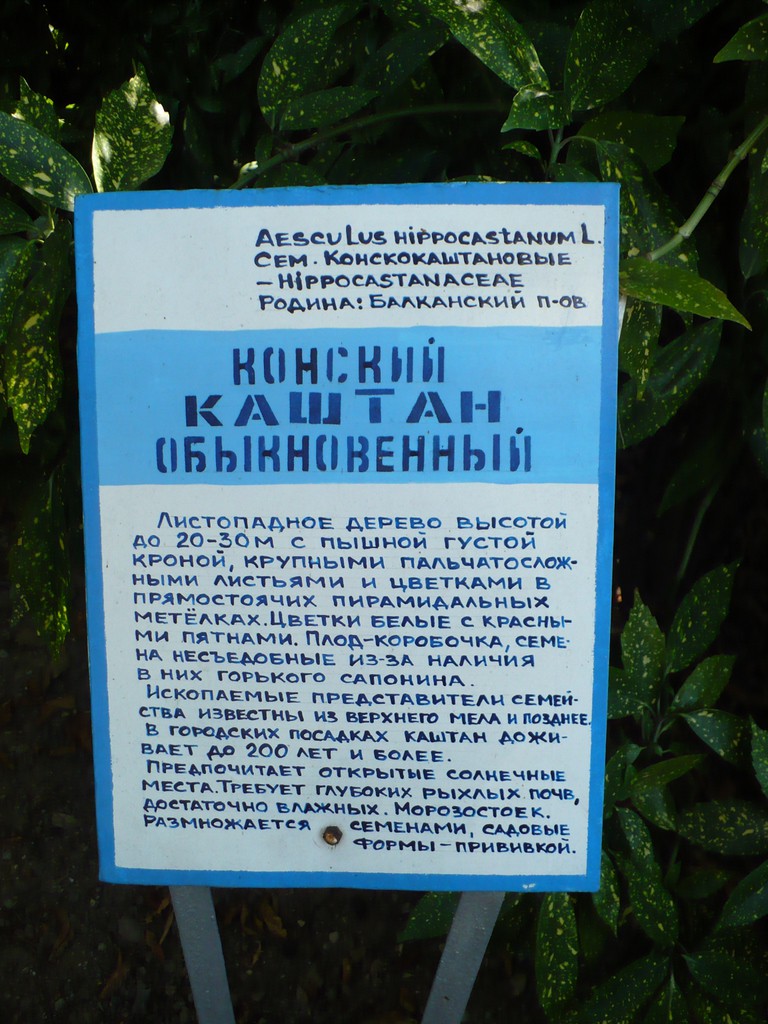 AESCULUS HIPPOCASTANUM L.
СЕМ. КОНСКОКАШТАНОВЫЕ
– HIPPOCASTANACEAE
РОДИНА: БАЛКАНСКИЙ П-ОВ
КОНСКИЙ
КАШТАН
ОБЫКНОВЕННЫЙ
ЛИСТОПАДНОЕ ДЕРЕВО ВЫСОТОЙ
ДО 20-30М С ПЫШНОЙ ГУСТОЙ
КРОНОЙ, КРУПНЫМИ ПАЛЬЧАТОСЛОЖ-
НЫМИ ЛИСТЬЯМИ И ЦВЕТКАМИ В
ПРЯМОСТОЯЧИХ ПИРАМИДАЛЬНЫХ
МЕТЁЛКАХ. ЦВЕТКИ БЕЛЫЕ С КРАСНЫ-
МИ ПЯТНАМИ. ПЛОД-КОРОБОЧКА, СЕМЕ-
НА НЕСЪЕДОБНЫЕ ИЗ-ЗА НАЛИЧИЯ
В НИХ ГОРЬКОГО САПОНИНА.
ИСКОПАЕМЫЕ ПРЕДСТАВИТЕЛИ СЕМЕЙ-
СТВА ИЗВЕСТНЫ ИЗ ВЕРХНЕГО МЕЛА И ПОЗДНЕЕ.
В ГОРОДСКИХ ПОСАДКАХ КАШТАН ДОЖИ-
ВАЕТ ДО 200 ЛЕТ И БОЛЕЕ.
ПРЕДПОЧИТАЕТ ОТКРЫТЫЕ СОЛНЕЧНЫЕ
МЕСТА. ТРЕБУЕТ ГЛУБОКИХ РЫХЛЫХ ПОЧВ,
ДОСТАТОЧНО ВЛАЖНЫХ. МОРОЗОСТОЕК.
РАЗМНОЖАЕТСЯ СЕМЕНАМИ, САДОВЫЕ
ФОРМЫ – ПРИВИВКОЙ.